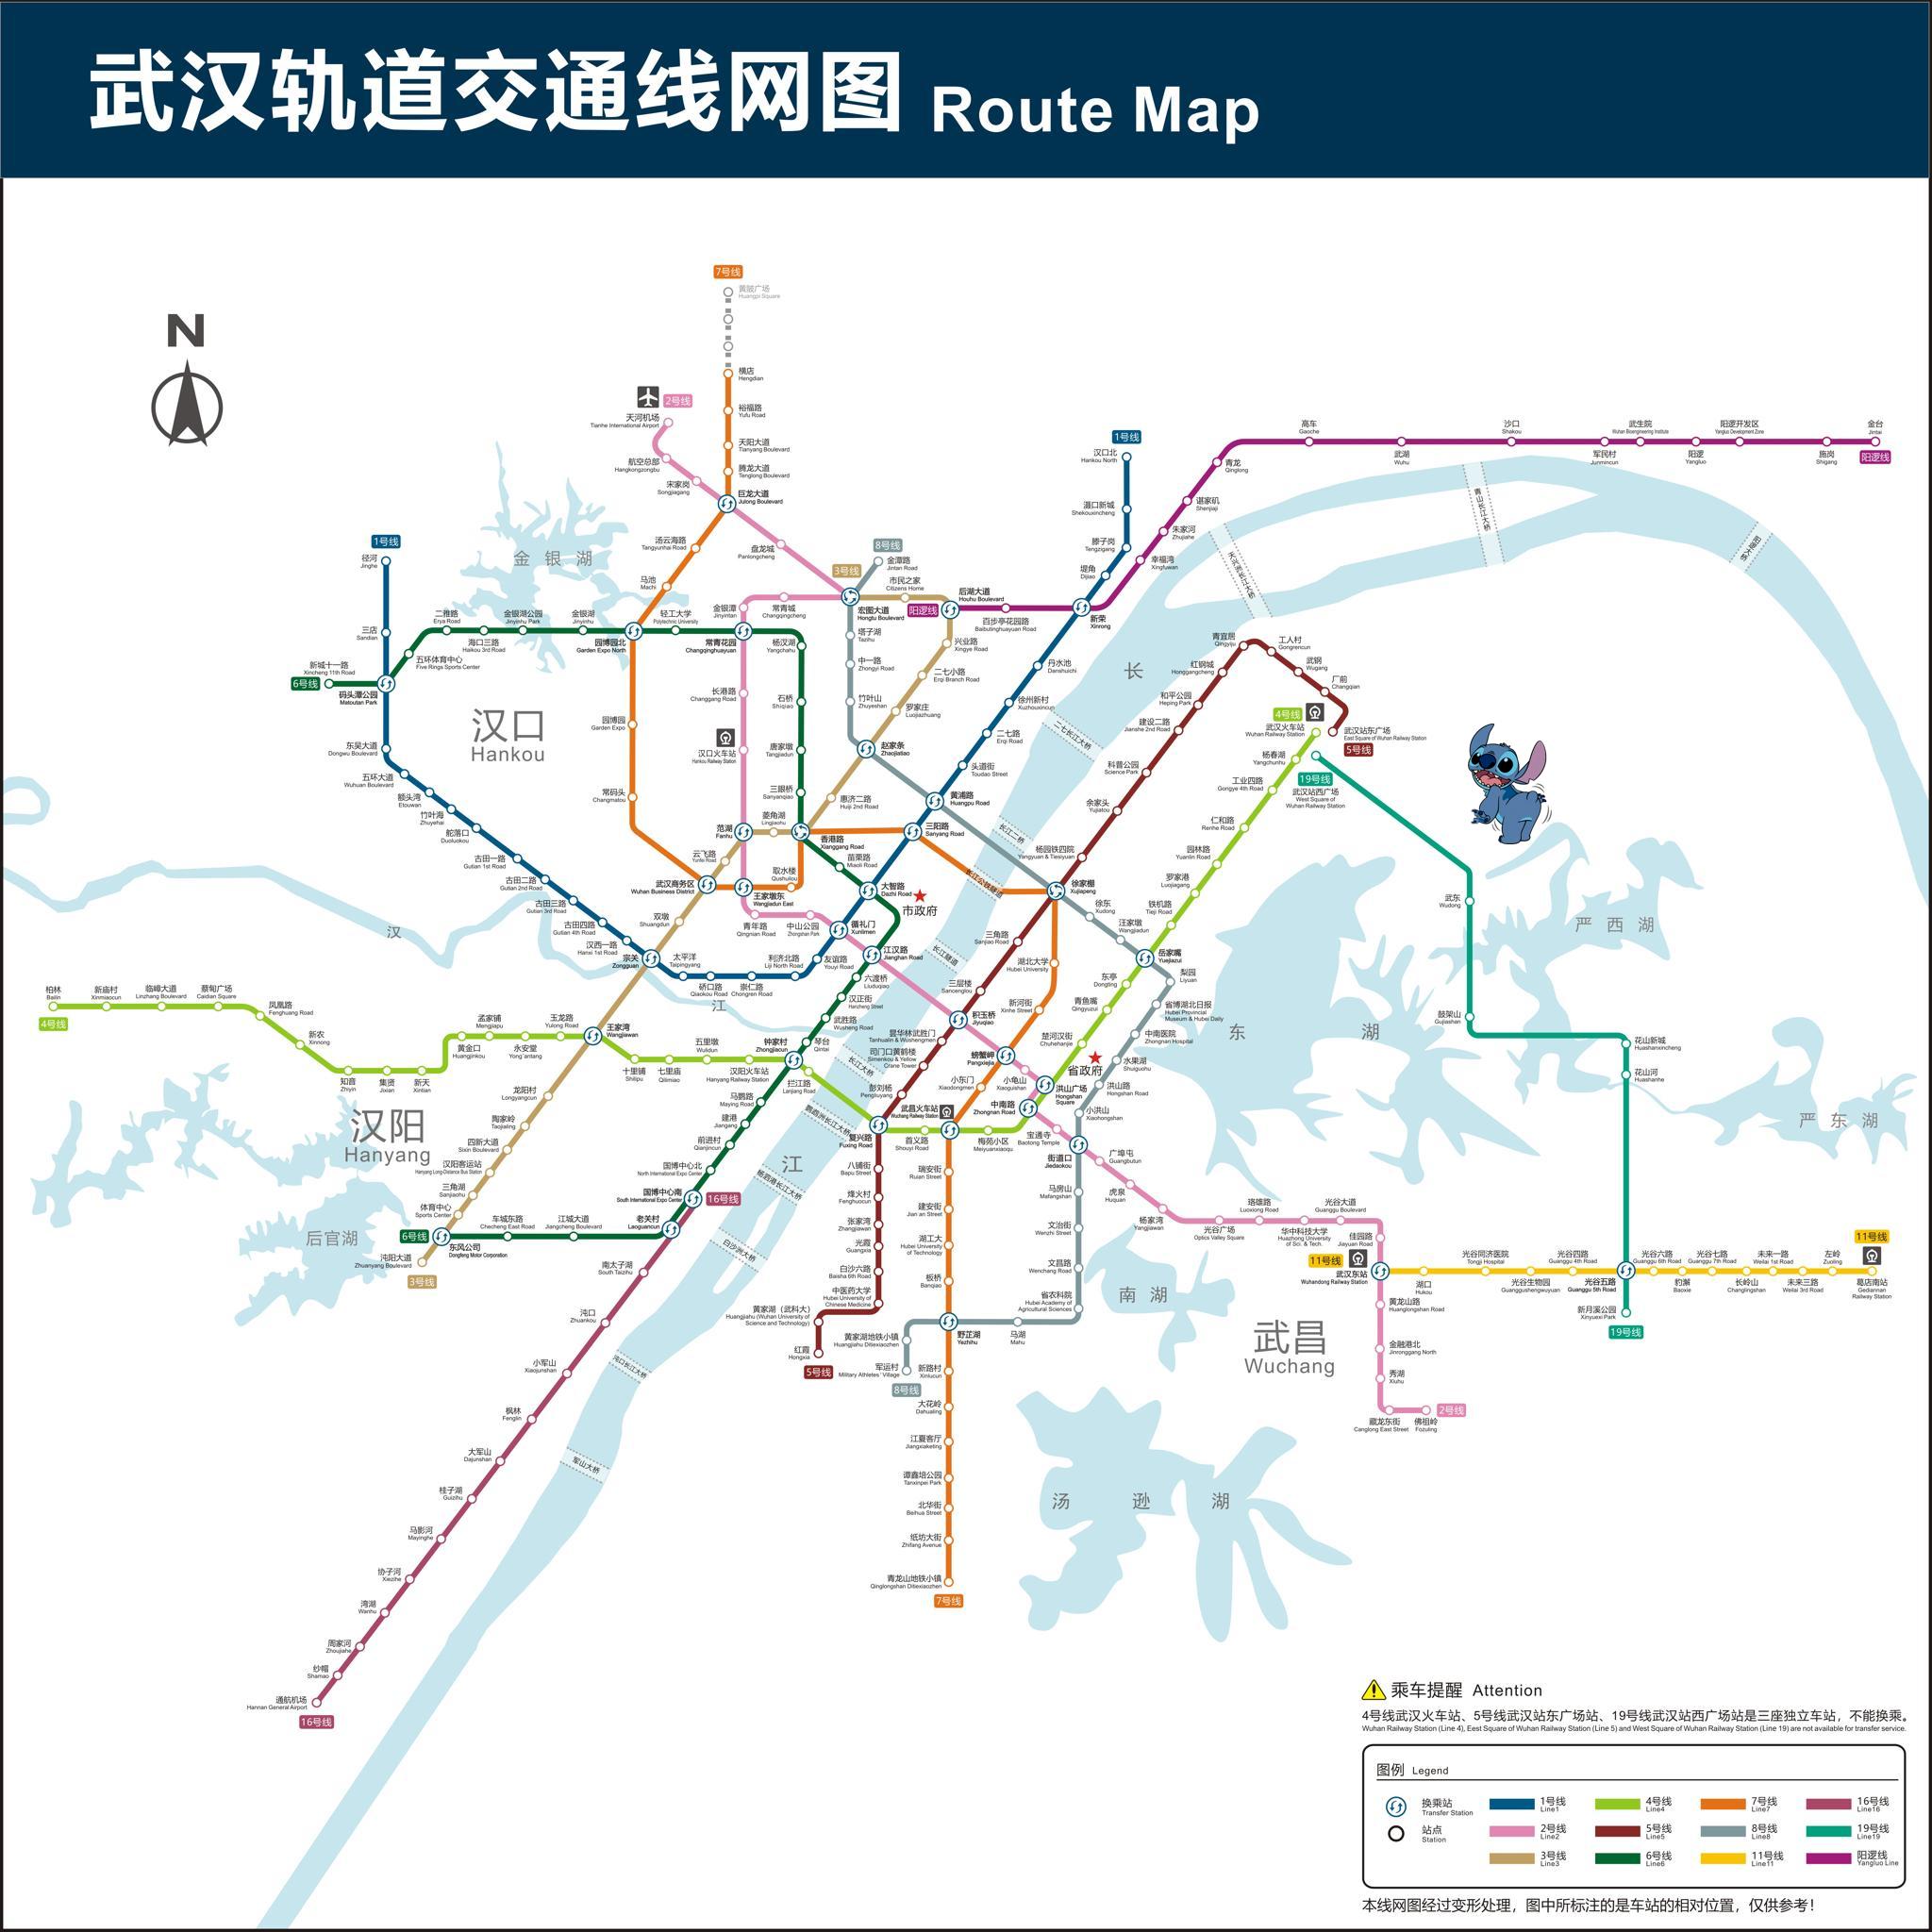 武汉轨道交通线网图 Route Map
N
7号线
黄陂广场
Huangpi Square
横店
Hengdian
裕福路
Yufu Road
天阳大道
Tianyang Boulevard
腾龙大道
Tenglong Boulevard
巨龙大道
Julong Boulevard
2号线
天河机场
Tianhe International Airport
航空总部
Hangkongzongbu
宋家岗
Songjiagang
盘龙城
Panlongcheng
汤云海路
Tangyunhai Road
马池
Machi
1号线
汉口北
Hankou North
滠口新城
Shekouxincheng
滕子岗
Tengzigang
堤角
Dijiao
新荣
Xinrong
高车
Gaoche
武湖
Wuhu
沙口
Shakou
军民村
Junmincun
武生院
Wuhan Bioengineering Institute
阳逻
Yangluo
阳逻开发区
Yangluo Development Zone
施岗
Shigang
金台
Jintai
阳逻线
青龙
Qinglong
谌家矶
Shenjiaji
朱家河
Zhujiahe
幸福湾
Xingfuwan
青山长江大桥
天兴洲长江大桥
阳逻大桥
1号线
径河
Jinghe
三店
Sandian
金银湖
8号线
金潭路
Jintan Road
3号线
市民之家
Citizens Home
宏图大道
Hongtu Boulevard
阳逻线
后湖大道
Houhu Boulevard
百步亭花园路
Baibutinghuayuan Road
二雅路
Erya Road
海口三路
Haikou 3rd Road
金银湖公园
Jinyinhu Park
金银湖
Jinyinhu
园博园北
Garden Expo North
轻工大学
Polytechnic University
金银潭
Jinyintan
常青城
Changqingcheng
常青花园
Changqinghuayuan
杨汊湖
Yangchahu
塔子湖
Tazihu
中一路
Zhongyi Road
竹叶山
Zhuyeshan
兴业路
Xingye Road
二七小路
Erqi Branch Road
罗家庄
Luojiazhuang
赵家条
Zhaojiatiao
五环体育中心
Five Rings Sports Center
新城十一路
Xincheng 11th Road
6号线
码头潭公园
Matoutan Park
东吴大道
Dongwu Boulevard
五环大道
Wuhuan Boulevard
额头湾
Etouwan
竹叶海
Zhuyehai
舵落口
Duoluokou
古田一路
Gutian 1st Road
古田二路
Gutian 2nd Road
古田三路
Gutian 3rd Road
古田四路
Gutian 4th Road
汉西一路
Hanxi 1st Road
宗关
Zongguan
太平洋
Taipingyang
硚口路
Qiaokou Road
崇仁路
Chongren Road
利济北路
Liji North Road
友谊路
Youyi Road
循礼门
Xunlimen
大智路
Dazhi Road
三阳路
Sanyang Road
黄浦路
Huangpu Road
头道街
Toudao Street
二七路
Erqi Road
徐州新村
Xuzhouxincun
丹水池
Danshuichi
汉口
Hankou
园博园
Garden Expo
常码头
Changmatou
武汉商务区
Wuhan Business District
云飞路
Yunfei Road
范湖
Fanhu
菱角湖
Lingjiaohu
香港路
Xianggang Road
惠济二路
Huiji 2nd Road
三眼桥
Sanyanqiao
唐家墩
Tangjiadun
石桥
Shiqiao
长港路
Changgang Road
汉口火车站
Hankou Railway Station
苗栗路
Miaoli Road
取水楼
Qushuilou
王家墩东
Wangjiadun East
双墩
Shuangdun
青年路
Qingnian Road
中山公园
Zhongshan Park
市政府
江汉路
Jianghan Road
六渡桥
Liuduqiao
汉正街
Hanzheng Street
武胜路
Wusheng Road
琴台
Qintai
钟家村
Zhongjiacun
长
二七长江大桥
长江二桥
长江公铁隧道
长江隧道
长江大桥
鹦鹉洲长江大桥
杨泗港长江大桥
白沙洲大桥
沌口长江大桥
军山大桥
江
汉
江
青宜居
Qingyiju
工人村
Gongrencun
武钢
Wugang
厂前
Changqian
武汉站东广场
East Square of Wuhan Railway Station
5号线
红钢城
Honggangcheng
和平公园
Heping Park
建设二路
Jianshe 2nd Road
科普公园
Science Park
余家头
Yujiatou
杨园铁四院
Yangyuan & Tiesiyuan
徐家棚
Xujiapeng
4号线
武汉火车站
Wuhan Railway Station
杨春湖
Yangchunhu
工业四路
Gongye 4th Road
仁和路
Renhe Road
园林路
Yuanlin Road
罗家港
Luojiagang
铁机路
Tieji Road
岳家嘴
Yuejiazui
19号线
武汉站西广场
West Square of
Wuhan Railway Station
武东
Wudong
鼓架山
Gujiashan
花山新城
Huashanxincheng
花山河
Huashanhe
严西湖
严东湖
徐东
Xudong
汪家墩
Wangjiadun
梨园
Liyuan
省博湖北日报
Hubei Provincial
Museum & Hubei Daily
中南医院
Zhongnan Hospital
水果湖
Shuiguohu
洪山路
Hongshan Road
小洪山
Xiaohongshan
东湖
东亭
Dongting
青鱼嘴
Qingyuzui
楚河汉街
Chuhehanjie
省政府
洪山广场
Hongshan
Square
中南路
Zhongnan Road
三角路
Sanjiao Road
三层楼
Sancenglou
积玉桥
Jiyuqiao
湖北大学
Hubei University
新河街
Xinhe Street
螃蟹岬
Pangxiejia
小龟山
Xiaoguishan
小东门
Xiaodongmen
昙华林武胜门
Tanhualin & Wushengmen
司门口黄鹤楼
Simenkou & Yellow
Crane Tower
彭刘杨
Pengliuyang
复兴路
Fuxing Road
首义路
Shouyi Road
武昌火车站
Wuchang Railway Station
梅苑小区
Meiyuanxiaoqu
宝通寺
Baotong Temple
街道口
Jiedaokou
广埠屯
Guangbutun
虎泉
Huquan
杨家湾
Yangjiawan
光谷广场
Optics Valley Square
珞雄路
Luoxiong Road
华中科技大学
Huazhong University
of Sci. & Tech.
光谷大道
Guanggu Boulevard
佳园路
Jiayuan Road
11号线
武汉东站
Wuhandong Railway Station
黄龙山路
Huanglongshan Road
金融港北
Jinronggang North
秀湖
Xiuhu
藏龙东街
Canglong East Street
佛祖岭
Fozuling
2号线
湖口
Hukou
光谷同济医院
Tongji Hospital
光谷生物园
Guanggushengwuyuan
光谷四路
Guanggu 4th Road
光谷五路
Guanggu 5th Road
光谷六路
Guanggu 6th Road
豹澥
Baoxie
光谷七路
Guanggu 7th Road
长岭山
Changlingshan
未来一路
Weilai 1st Road
未来三路
Weilai 3rd Road
左岭
Zuoling
葛店南站
Gediannan
Railway Station
11号线
新月溪公园
Xinyuexi Park
19号线
柏林
Bailin
4号线
新庙村
Xinmiaocun
临嶂大道
Linzhang Boulevard
蔡甸广场
Caidian Square
凤凰路
Fenghuang Road
新农
Xinnong
知音
Zhiyin
集贤
Jixian
新天
Xintian
黄金口
Huangjinkou
孟家铺
Mengjiapu
永安堂
Yong'antang
玉龙路
Yulong Road
王家湾
Wangjiawan
十里铺
Shilipu
七里庙
Qilimiao
五里墩
Wulidun
汉阳火车站
Hanyang Railway Station
拦江路
Lanjiang Road
马鹦路
Maying Road
建港
Jiangang
前进村
Qianjincun
国博中心北
North International Expo Center
国博中心南
South International Expo Center
16号线
老关村
Laoguancun
江城大道
Jiangcheng Boulevard
车城东路
Checheng East Road
东风公司
Dongfeng Motor Corporation
6号线
沌阳大道
Zhuanyang Boulevard
3号线
体育中心
Sports Center
三角湖
Sanjiaohu
汉阳客运站
Hanyang Long-Distance Bus Station
四新大道
Sixin Boulevard
陶家岭
Taojialing
龙阳村
Longyangcun
汉阳
Hanyang
后官湖
南太子湖
South Taizihu
沌口
Zhuankou
小军山
Xiaojunshan
枫林
Fenglin
大军山
Dajunshan
桂子湖
Guizihu
马影河
Mayinghe
协子河
Xiezihe
湾湖
Wanhu
周家河
Zhoujiahe
纱帽
Shamao
通航机场
Hannan General Airport
16号线
八铺街
Bapu Street
烽火村
Fenghuocun
张家湾
Zhangjiawan
光霞
Guangxia
白沙六路
Baisha 6th Road
中医药大学
Hubei University of
Chinese Medicine
黄家湖（武科大）
Huangjiahu (Wuhan University of
Science and Technology)
红霞
Hongxia
5号线
瑞安街
Ruian Street
建安街
Jian an Street
湖工大
Hubei University
of Technology
板桥
Banqiao
野芷湖
Yezhihu
黄家湖地铁小镇
Huangjiahu Ditiexiaozhen
军运村
Military Athletes' Village
8号线
新路村
Xinlucun
大花岭
Dahualing
江夏客厅
Jiangxiaketing
谭鑫培公园
Tanxinpei Park
北华街
Beihua Street
纸坊大街
Zhifang Avenue
青龙山地铁小镇
Qinglongshan Ditiexiaozhen
7号线
马房山
Mafangshan
文治街
Wenzhi Street
文昌路
Wenchang Road
省农科院
Hubei Academy of
Agricultural Sciences
马湖
Mahu
南湖
武昌
Wuchang
汤逊湖
乘车提醒 Attention
4号线武汉火车站、5号线武汉站东广场站、19号线武汉站西广场站是三座独立车站，不能换乘。
Wuhan Railway Station (Line 4), Eest Square of Wuhan Railway Station (Line 5) and West Square of Wuhan Railway Station (Line 19) are not available for transfer service.
图例 Legend
换乘站
Transfer Station
站点
Station
1号线
Line1
2号线
Line2
3号线
Line3
4号线
Line4
5号线
Line5
6号线
Line6
7号线
Line7
8号线
Line8
11号线
Line11
16号线
Line16
19号线
Line19
阳逻线
Yangluo Line
本线网图经过变形处理，图中所标注的是车站的相对位置，仅供参考！